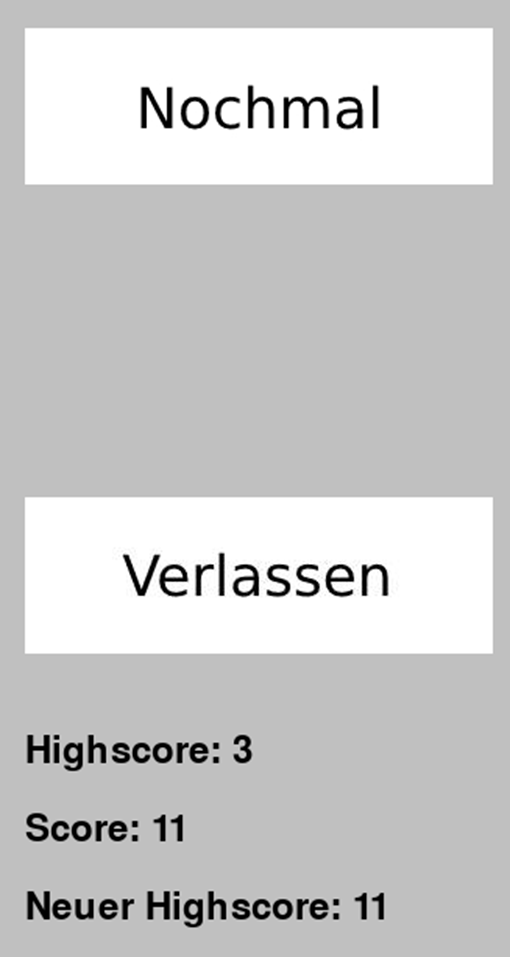 Nochmal
Verlassen
Highscore: 3
Score: 11
Neuer Highscore: 11